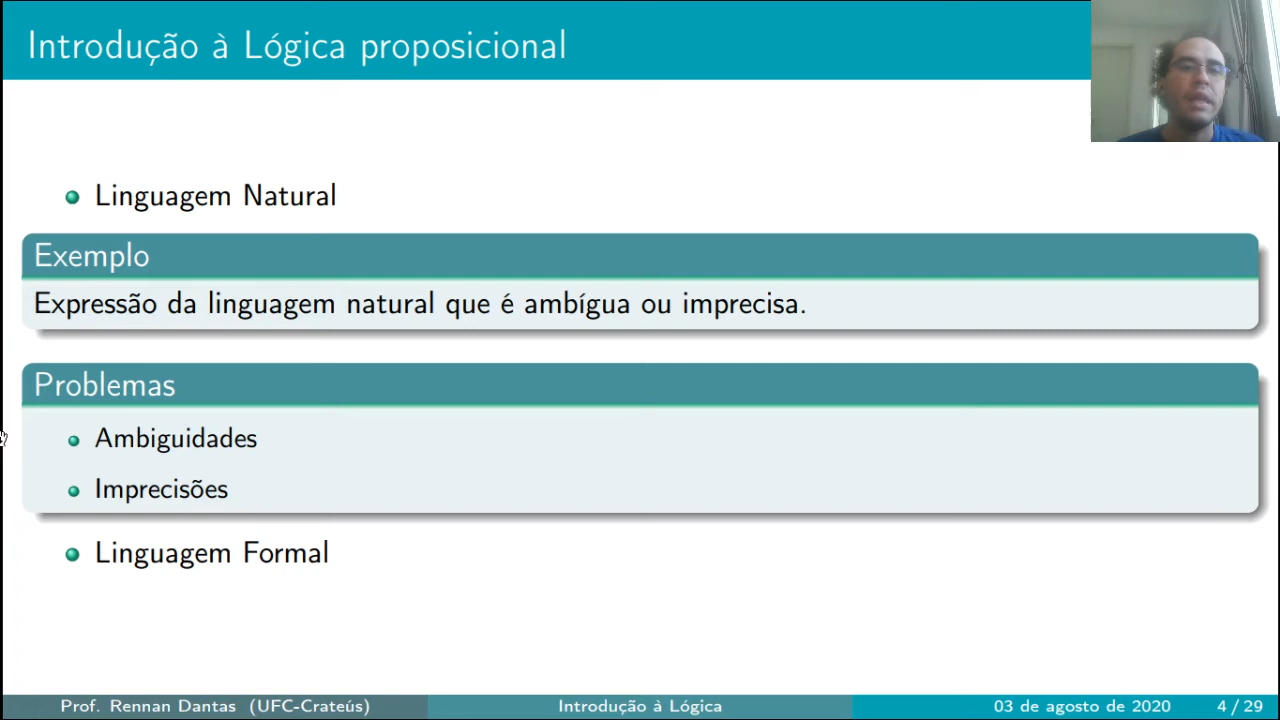 Introdução à Lógica proposicional
Linguagem Natural
Exemplo
Expressão da linguagem natural que é ambígua ou imprecisa.
Problemas
Ambiguidades
Imprecisões
Linguagem Formal
Prof. Rennan Dantas (UFC-Crateús) Introdução à Lógica 03 de agosto de 2020 4 / 29